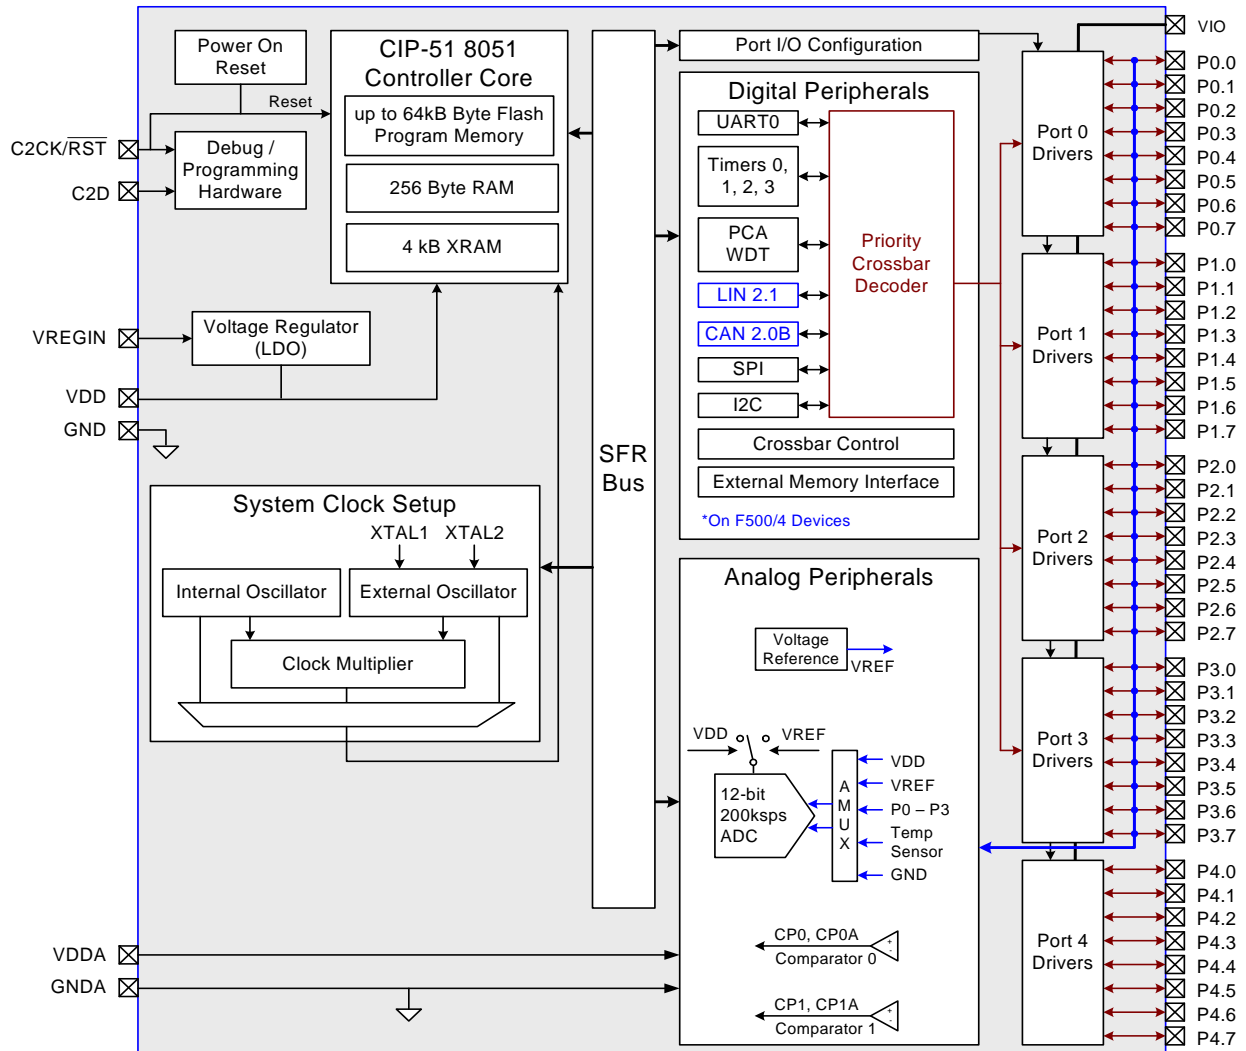 Power On
Reset
Reset
C2CK/RST
C2D
Debug /
Programming
Hardware
CIP-51 8051
Controller Core
up to 64kB Byte Flash
Program Memory
256 Byte RAM
4 kB XRAM
VREGIN
Voltage Regulator
(LDO)
VDD
GND
System Clock Setup
XTAL1
XTAL2
Internal Oscillator
External Oscillator
Clock Multiplier
VDDA
GNDA
SFR
Bus
Port I/O Configuration
Digital Peripherals
UART0
Timers 0,
1, 2, 3
PCA
WDT
LIN 2.1
CAN 2.0B
SPI
I2C
Priority
Crossbar
Decoder
Crossbar Control
External Memory Interface
*On F500/4 Devices
Analog Peripherals
Voltage
Reference
VREF
VDD
VREF
12-bit
200ksps
ADC
A
M
U
X
VDD
VREF
P0 – P3
Temp
Sensor
GND
CP0, CP0A
+
-
Comparator 0
CP1, CP1A
+
-
Comparator 1
Port 0
Drivers
Port 1
Drivers
Port 2
Drivers
Port 3
Drivers
Port 4
Drivers
VIO
P0.0
P0.1
P0.2
P0.3
P0.4
P0.5
P0.6
P0.7
P1.0
P1.1
P1.2
P1.3
P1.4
P1.5
P1.6
P1.7
P2.0
P2.1
P2.2
P2.3
P2.4
P2.5
P2.6
P2.7
P3.0
P3.1
P3.2
P3.3
P3.4
P3.5
P3.6
P3.7
P4.0
P4.1
P4.2
P4.3
P4.4
P4.5
P4.6
P4.7